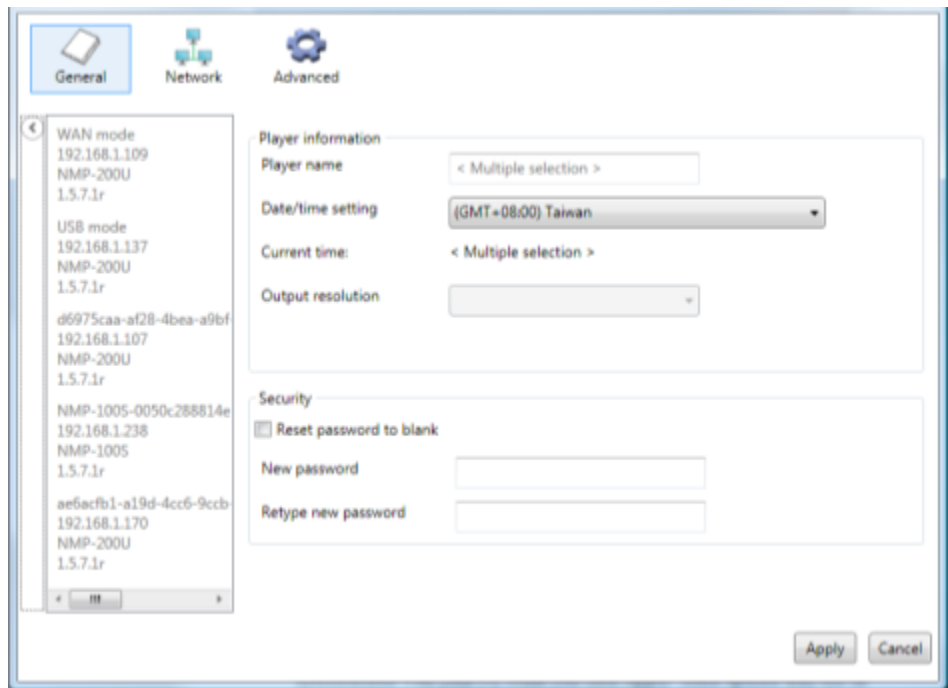 General
Network
Advanced
WAN mode
192.168.1.109
NMP-200U
1.5.7.1r
USB mode
192.168.1.137
NMP-200U
1.5.7.1r
d6975caa-af28-4bea-a9bf
192.168.1.107
NMP-200U
1.5.7.1r
NMP-100S-0050c288814e
192.168.1.238
NMP-100S
1.5.7.1r
ae6acfb1-a19d-4cc6-9ccb
192.168.1.170
NMP-200U
1.5.7.1r
Player information
Player name
< Multiple selection >
Date/time setting
(GMT+08:00) Taiwan
Current time:
< Multiple selection >
Output resolution
Security
Reset password to blank
New password
Retype new password
Apply
Cancel